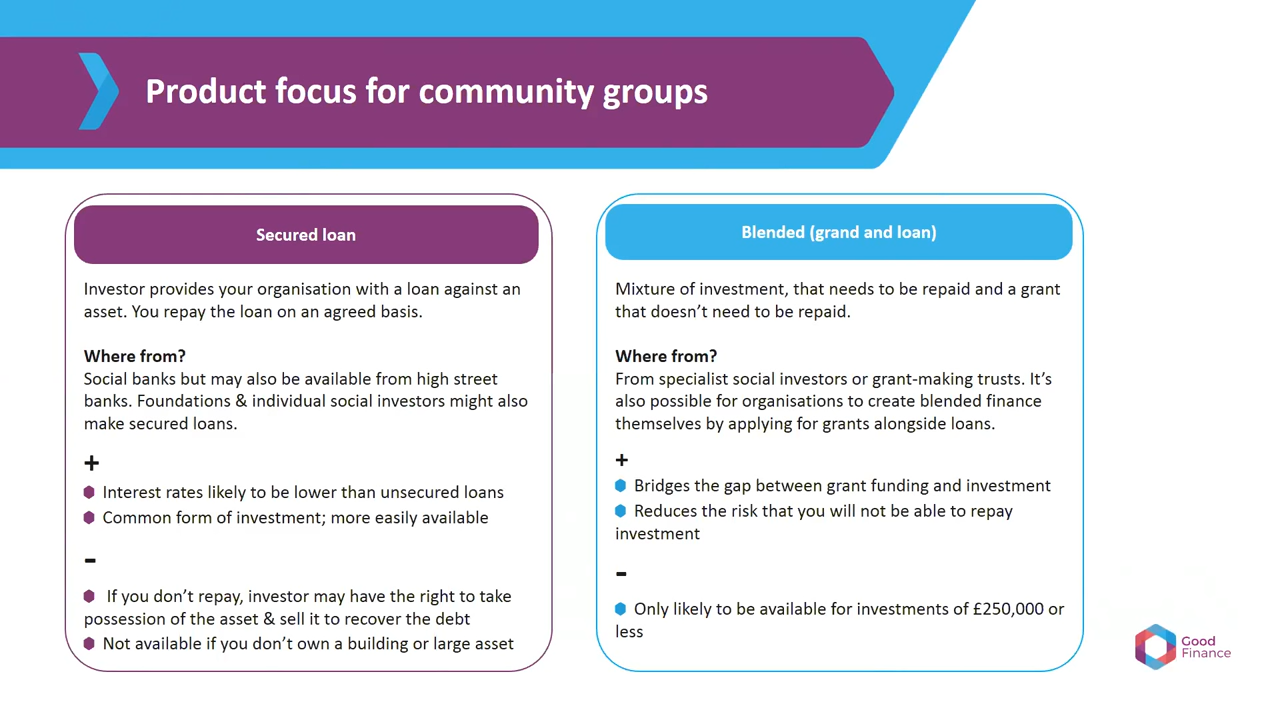 Product focus for community groups
Secured loan
Investor provides your organisation with a loan against an
asset. You repay the loan on an agreed basis.
Where from?
Social banks but may also be available from high street
banks. Foundations & individual social investors might also
make secured loans.
+
Interest rates likely to be lower than unsecured loans
Common form of investment; more easily available
-
If you don’t repay, investor may have the right to take
possession of the asset & sell it to recover the debt
Not available if you don’t own a building or large asset
Blended (grand and loan)
Mixture of investment, that needs to be repaid and a grant
that doesn’t need to be repaid.
Where from?
From specialist social investors or grant-making trusts. It’s
also possible for organisations to create blended finance
themselves by applying for grants alongside loans.
+
Bridges the gap between grant funding and investment
Reduces the risk that you will not be able to repay
investment
-
Only likely to be available for investments of £250,000 or
less
Good
Finance